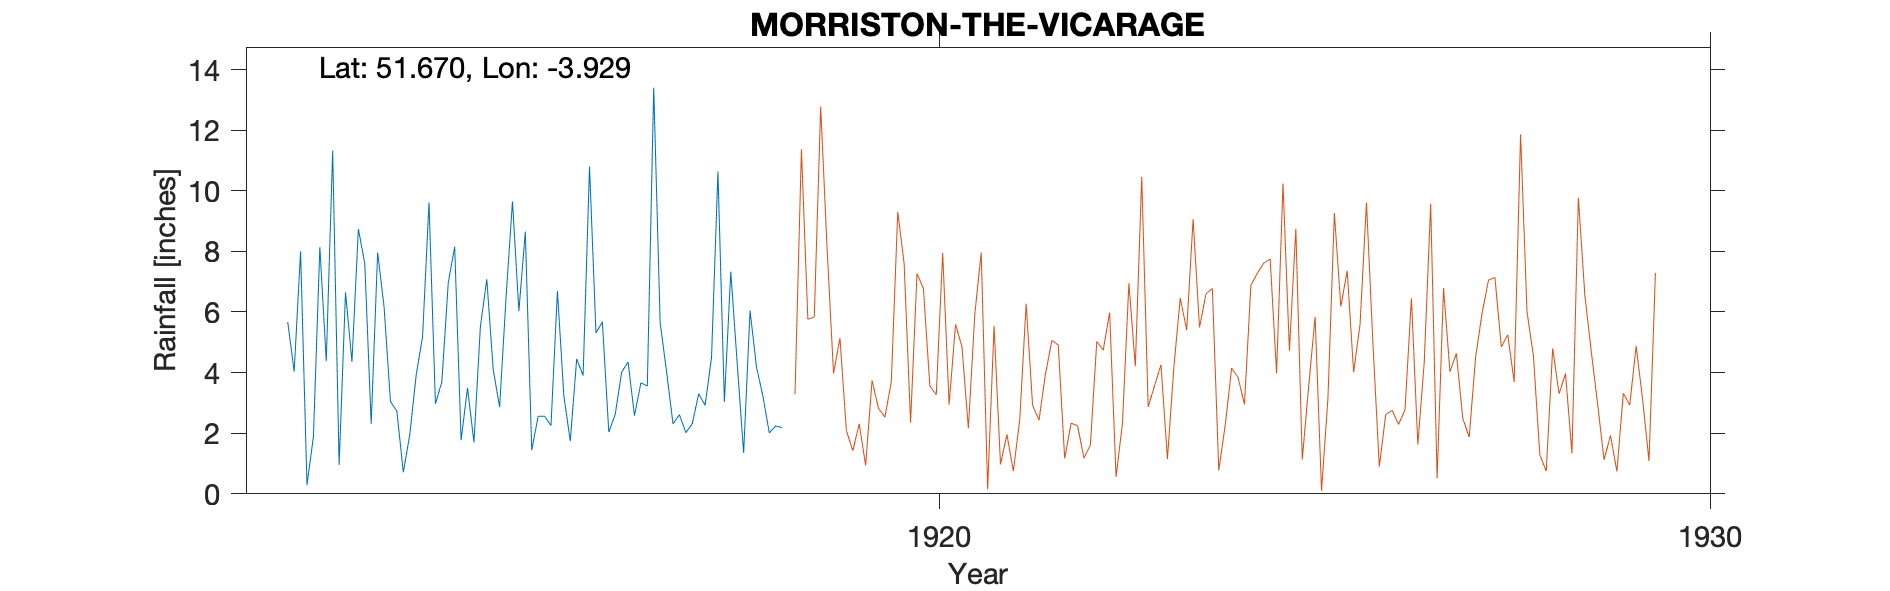 MORRISTON-THE-VICARAGE
Lat: 51.670, Lon: -3.929
14
12
10
8
6
4
2
0
Rainfall [inches]
1920
1930
Year